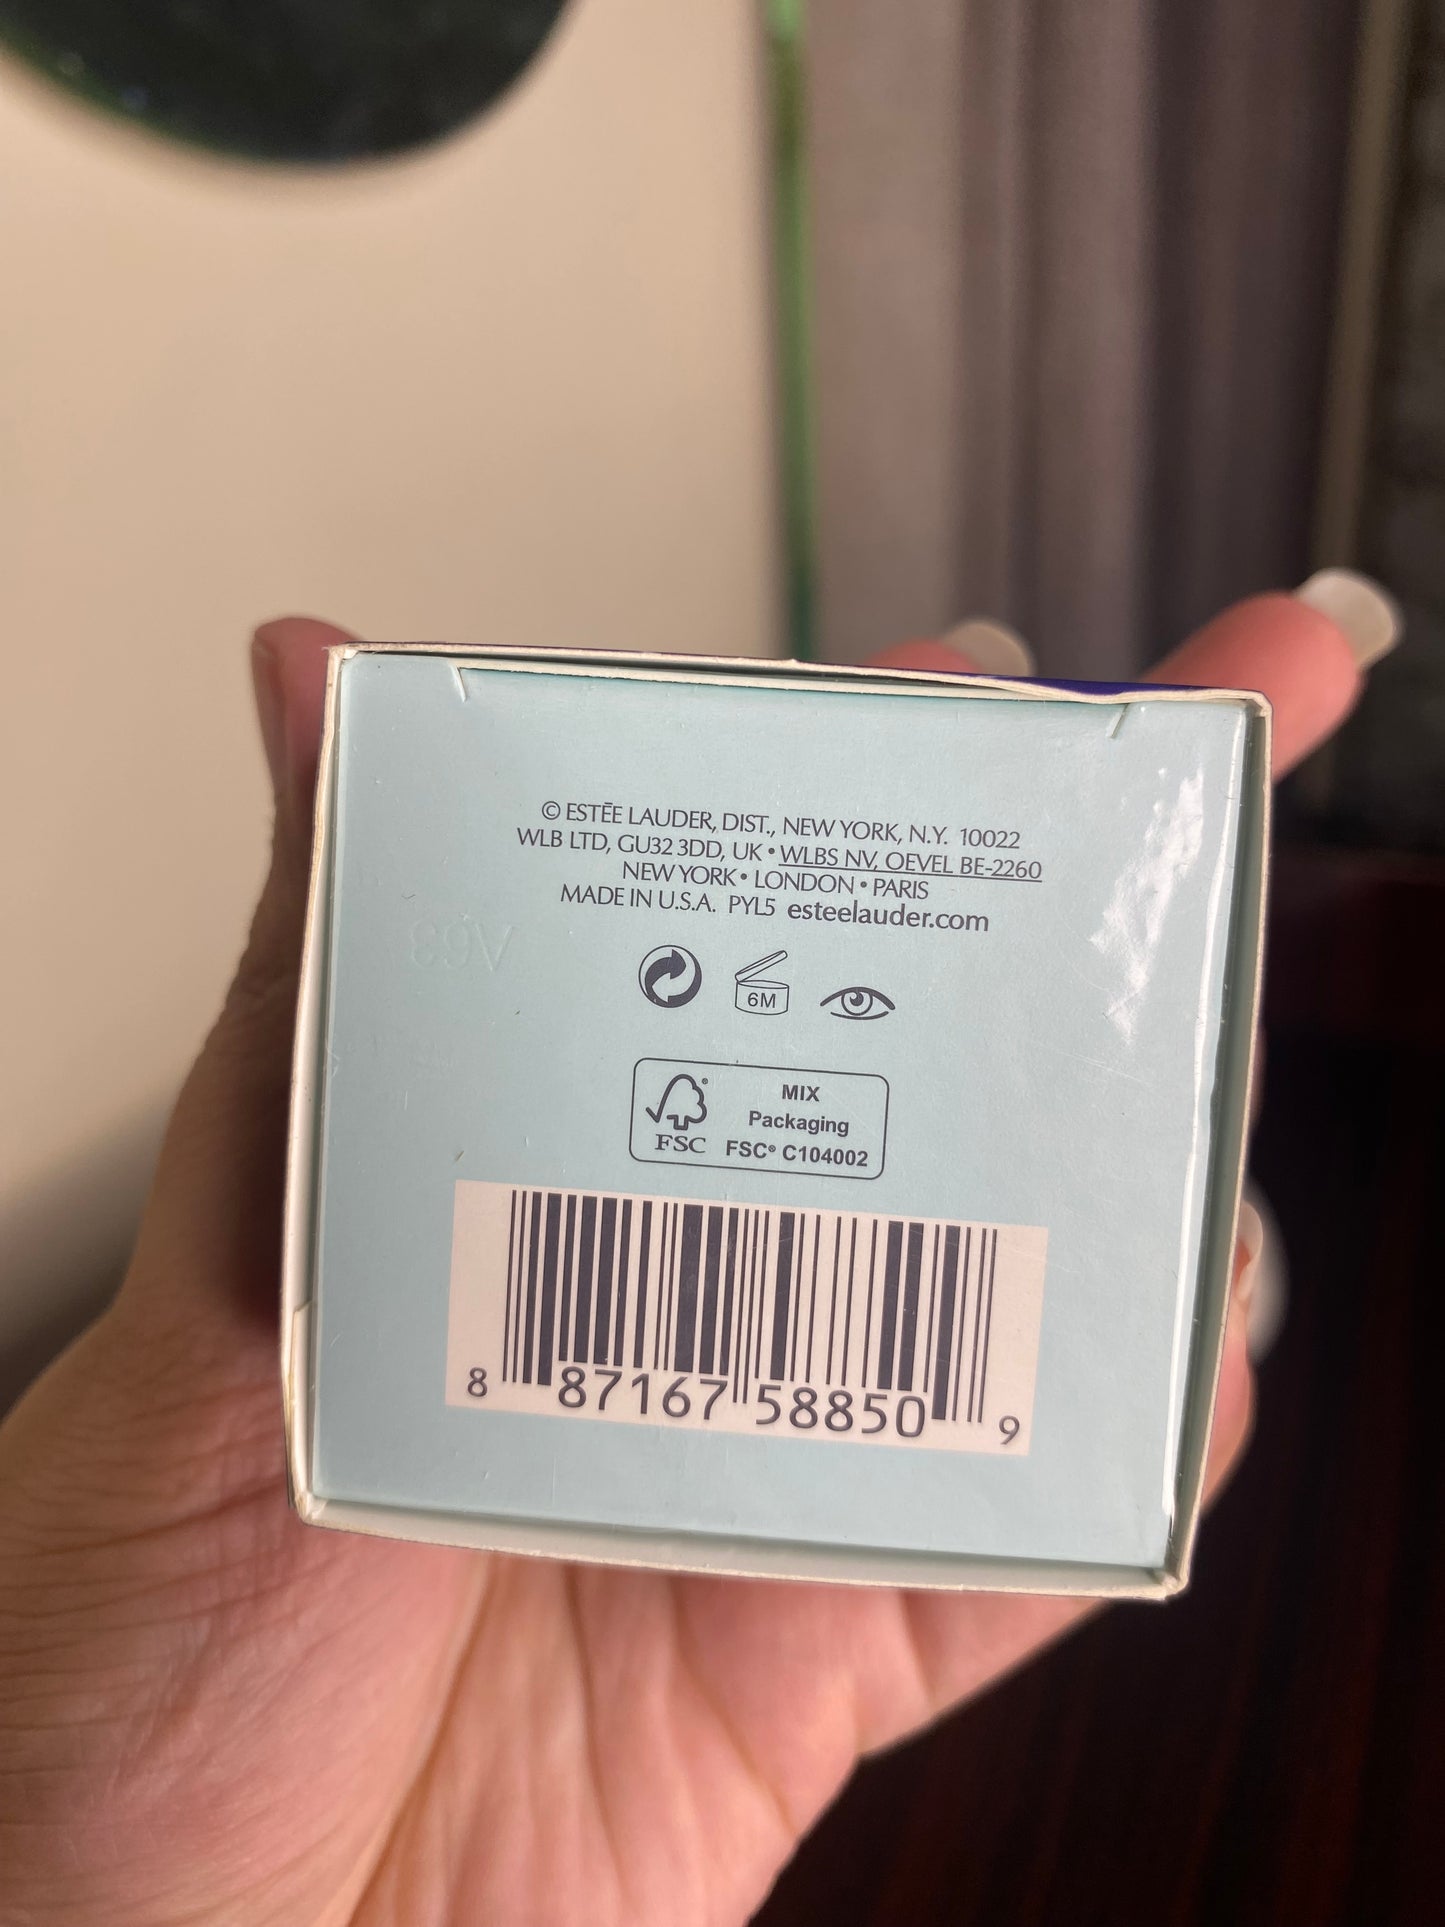 © ESTĒE LAUDER, DIST., NEW YORK, N.Y. 10022
WLB LTD, GU32 3DD, UK • WLBS NV, OEVEL BE-2260
NEW YORK • LONDON • PARIS
MADE IN U.S.A. PYL5 esteelauder.com
V63
6M
MIX
Packaging
FSC FSC® C104002
8 87167 58850 9